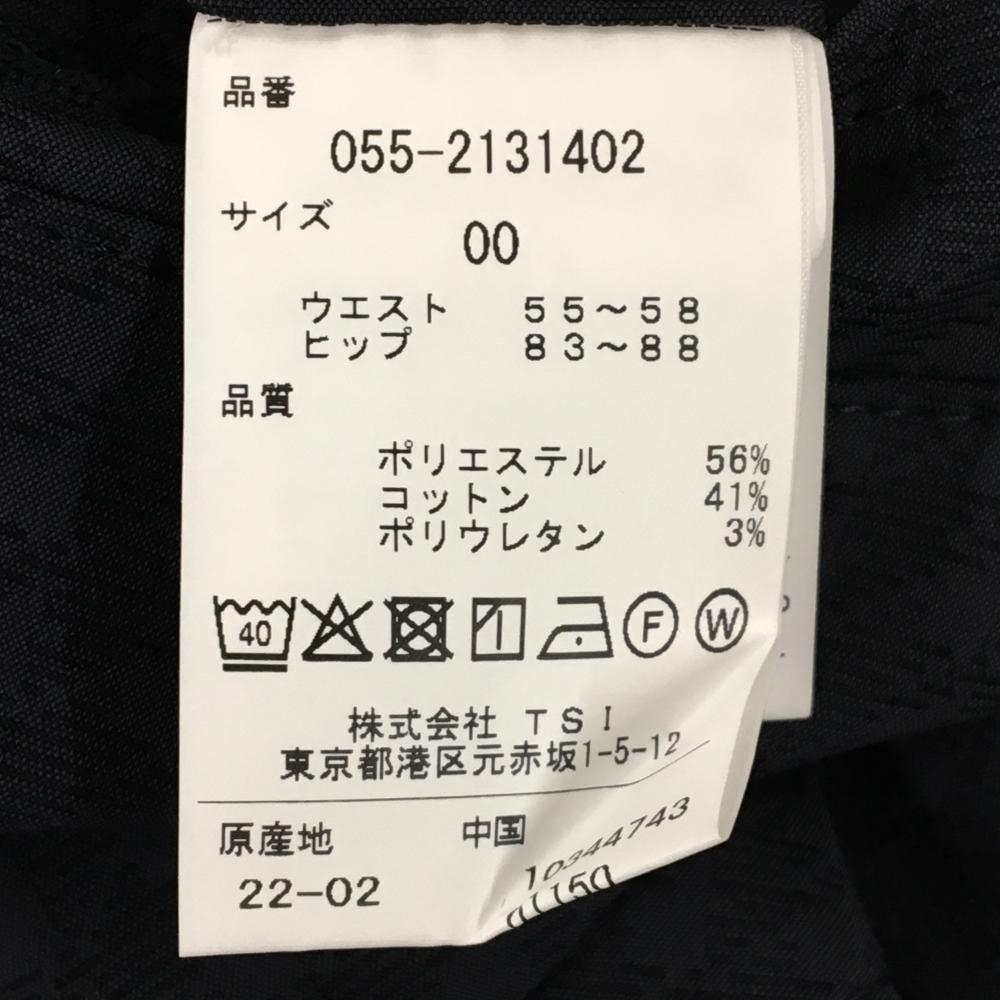 品番
055-2131402
サイズ
00
ウエスト 55～58
ヒップ 83～88
品質
ポリエステル 56%
コットン 41%
ポリウレタン 3%
40 F W
株式会社 TSI
東京都港区元赤坂1-5-12
原産地 中国
22-02
10344743